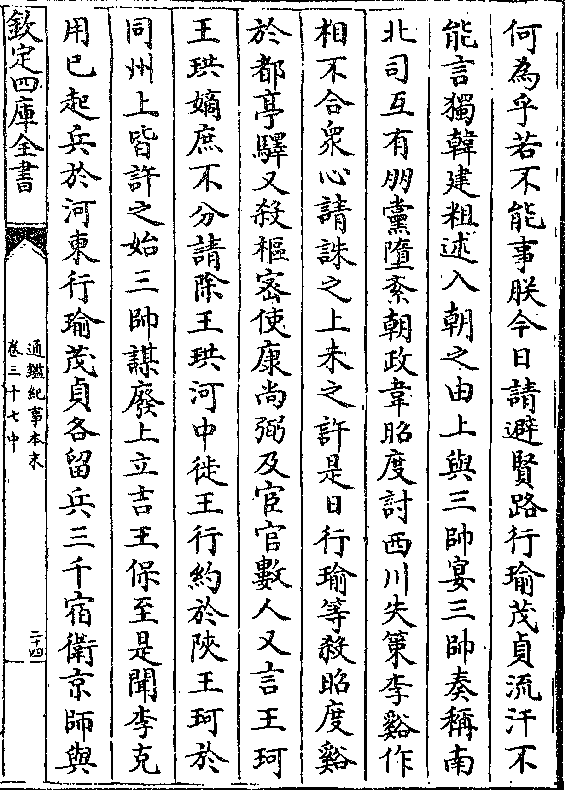 何為乎若不能事朕今日請避賢路行瑜茂貞流汗不
能言獨韓建粗述入朝之由上與三帥宴三帥奏稱南
北司互有朋黨墮紊朝政韋昭度討西川失策李谿作
相不合衆心請誅之上未之許是日行瑜等殺昭度谿
於都亭驛又殺樞密使康尚弼及宦官數人又言王珂
王珙嫡庶不分請除王珙河中徙王行約於陜王珂於
同州上皆許之始三帥謀廢上立吉王保至是聞李克
用已起兵於河東行瑜茂貞各留兵三千宿衛京師與
欽定四庫全書
通鑑紀事本末
卷三十七中
二十四